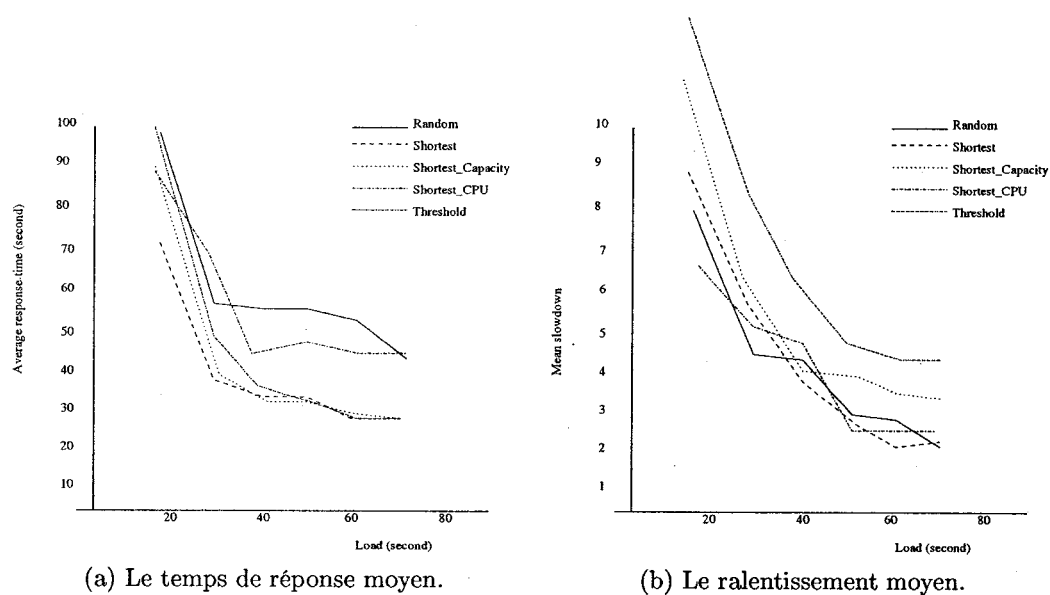 100
90
80
70
60
50
40
30
20
10
Average response-time (second)
Random
Shortest
Shortest_Capacity
Shortest_CPU
Threshold
20
40
60
80
Load (second)
(a) Le temps de réponse moyen.
10
9
8
7
6
5
4
3
2
1
Mean slowdown
Random
Shortest
Shortest_Capacity
Shortest_CPU
Threshold
20
40
60
80
Load (second)
(b) Le ralentissement moyen.